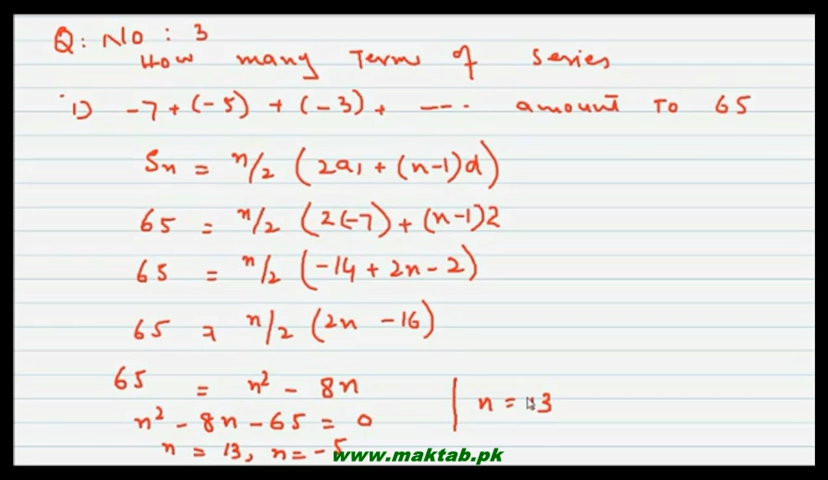 Q: No : 3
How many Terms of series
i) -7 + (-5) + (-3) + ---. amount To 65
Sn = n/2 (2a1 + (n-1)d)
65 = n/2 (2(-7) + (n-1)2
65 = n/2 (-14 + 2n - 2)
65 = n/2 (2n - 16)
65 = n² - 8n
n² - 8n - 65 = 0
n = 13, n = -5
n = 13
www.maktab.pk